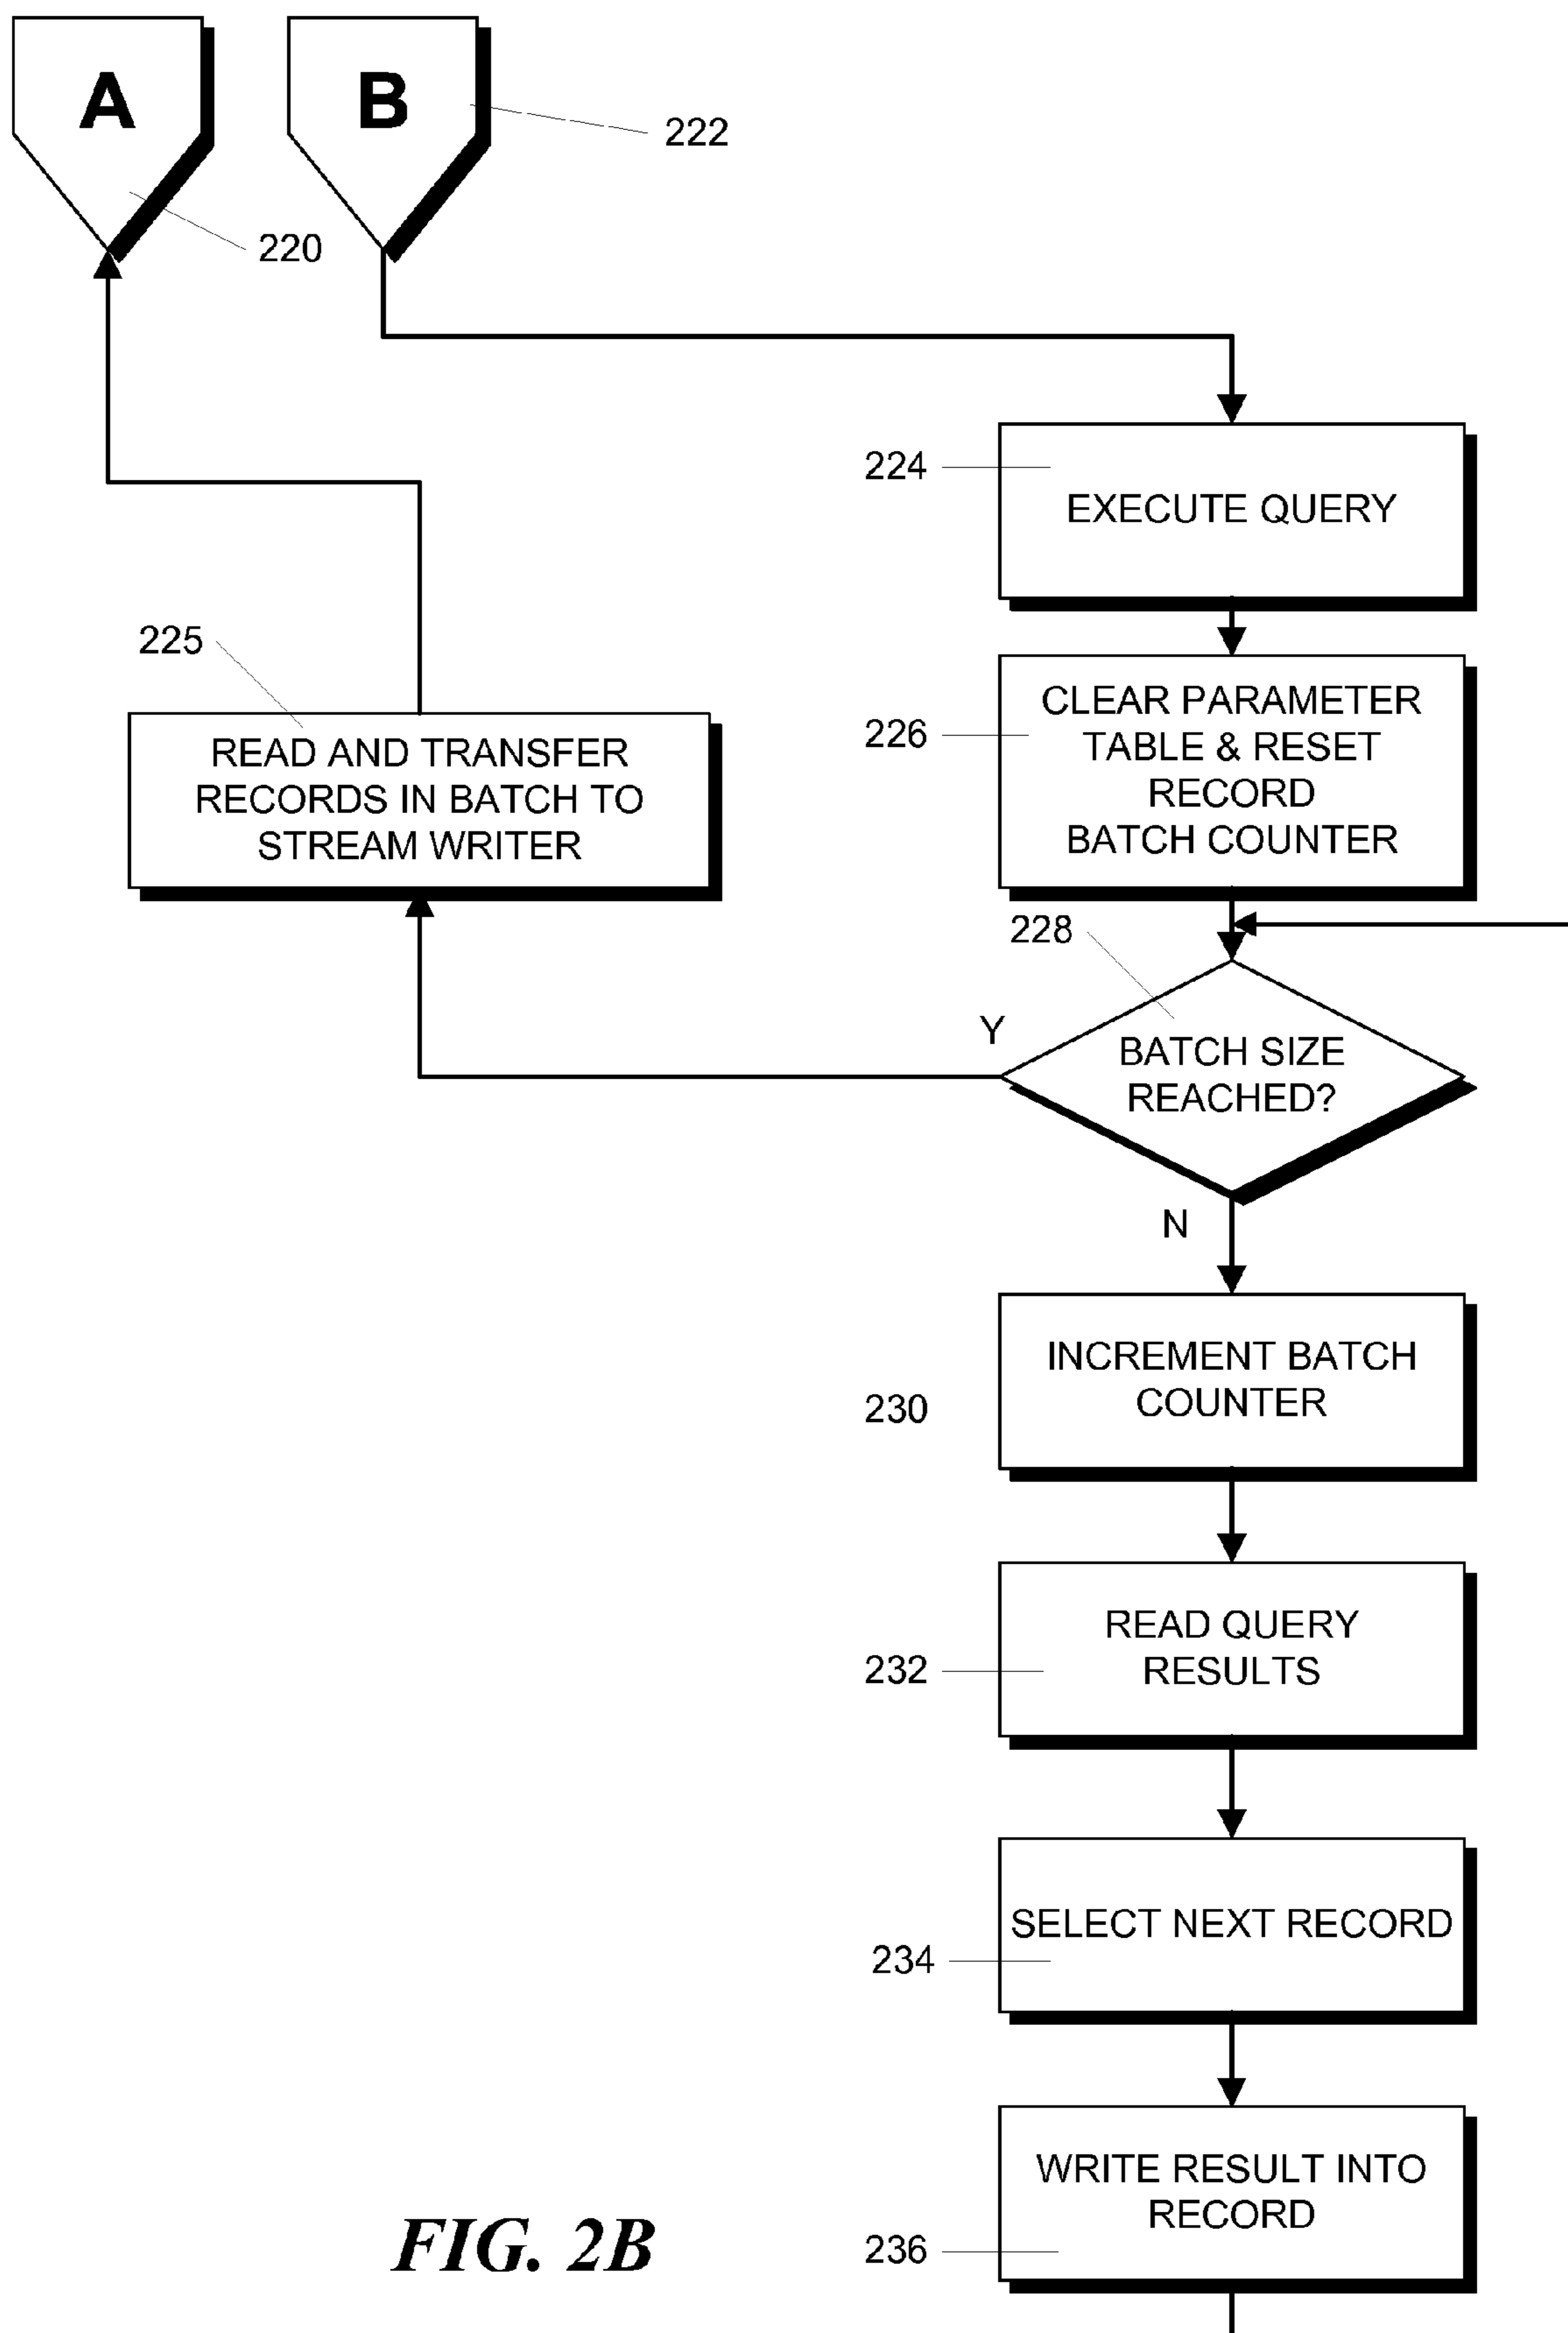 A
B
222
220
224
EXECUTE QUERY
225
226
CLEAR PARAMETER
TABLE & RESET
RECORD
BATCH COUNTER
READ AND TRANSFER
RECORDS IN BATCH TO
STREAM WRITER
228
Y
BATCH SIZE
REACHED?
N
INCREMENT BATCH
COUNTER
230
READ QUERY
RESULTS
232
SELECT NEXT RECORD
234
WRITE RESULT INTO
RECORD
236
FIG. 2B